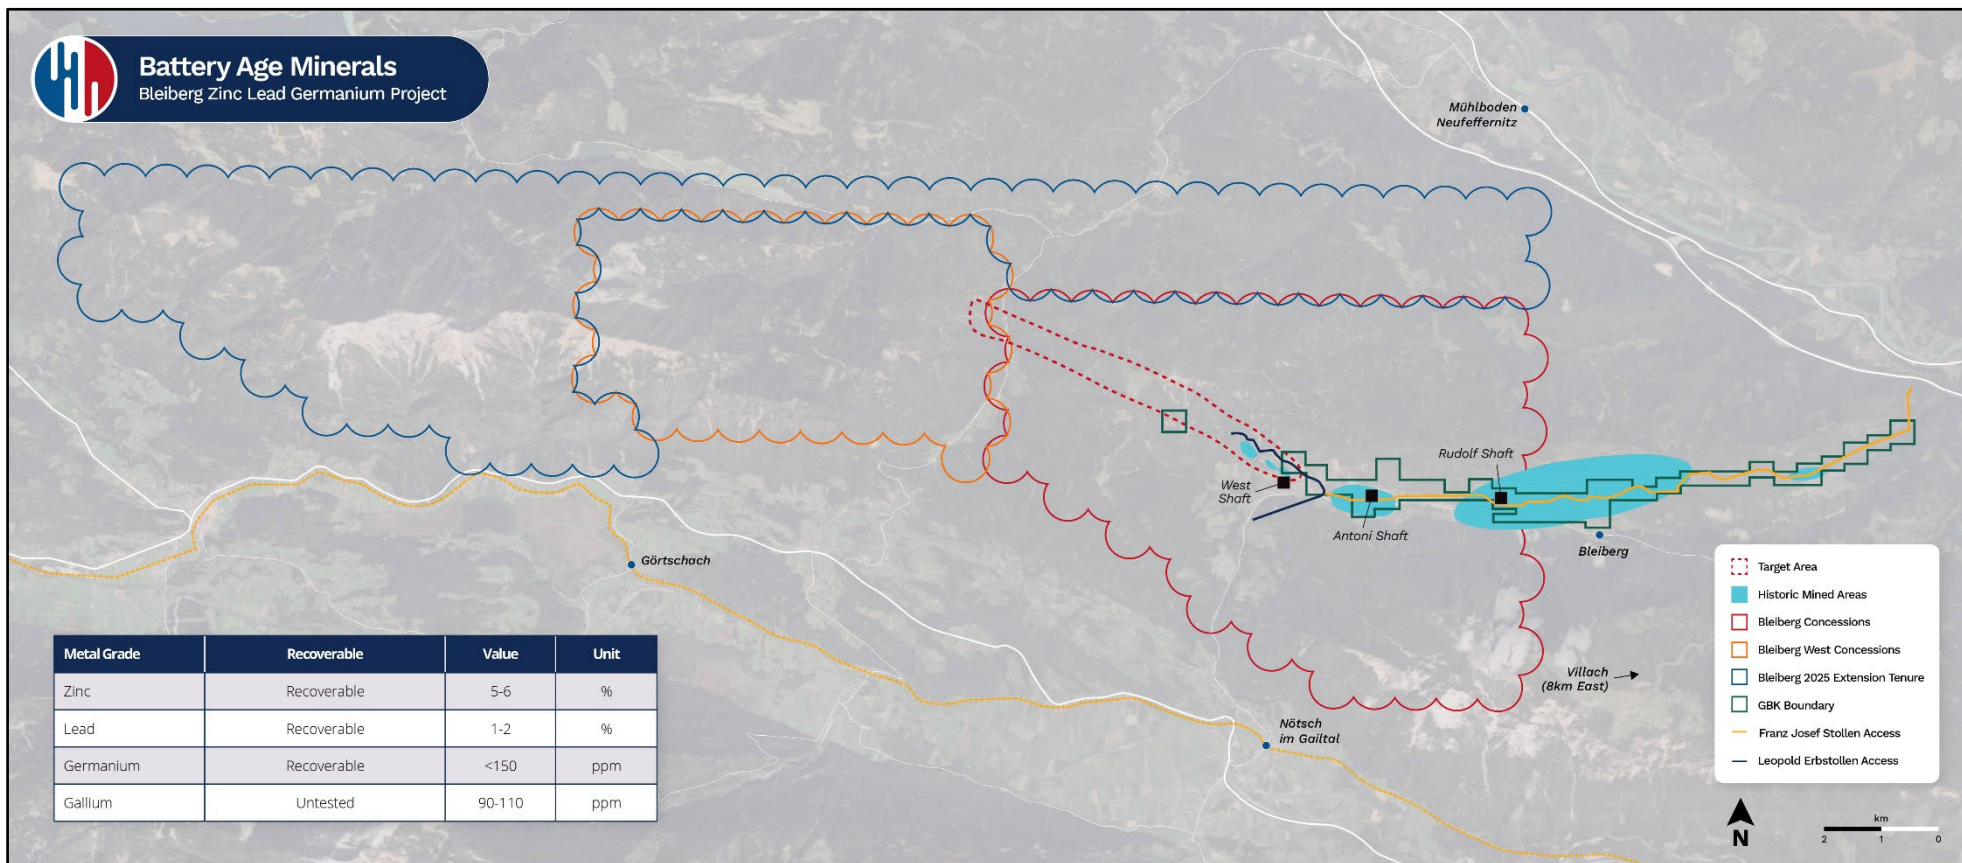 Battery Age Minerals
Bleiberg Zinc Lead Germanium Project
Mühlboden
Neufeffernitz
Rudolf Shaft
West
Shaft
Antoni Shaft
Bleiberg
Görtschach
Villach
(8km East)
Nötsch
im Gailtal
Metal Grade Recoverable Value Unit
Zinc Recoverable 5-6 %
Lead Recoverable 1-2 %
Germanium Recoverable <150 ppm
Gallium Untested 90-110 ppm
Target Area
Historic Mined Areas
Bleiberg Concessions
Bleiberg West Concessions
Bleiberg 2025 Extension Tenure
GBK Boundary
Franz Josef Stollen Access
Leopold Erbstollen Access
N
km
2 1 0